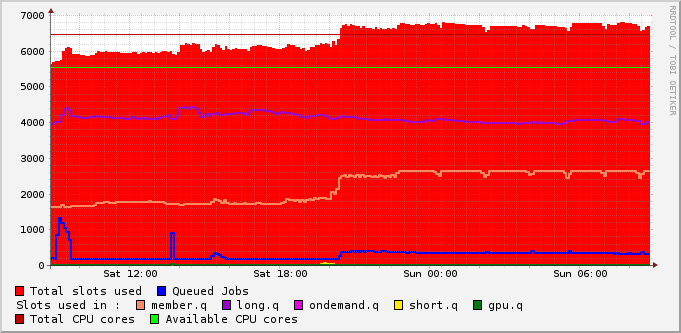 7000
6000
5000
4000
3000
2000
1000
0
Sat 12:00 Sat 18:00 Sun 00:00 Sun 06:00
Total slots used Queued Jobs
Slots used in : member.q long.q ondemand.q short.q gpu.q
Total CPU cores Available CPU cores
RRDTOOL / TOBI OETIKER